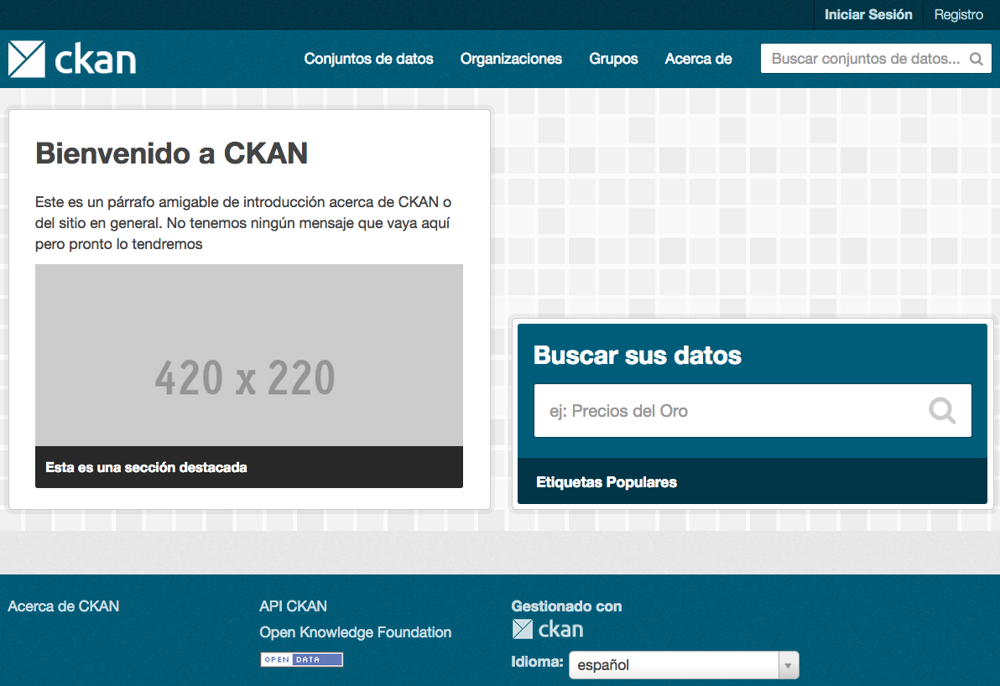 Iniciar Sesión Registro
ckan Conjuntos de datos Organizaciones Grupos Acerca de Buscar conjuntos de datos...
Bienvenido a CKAN
Este es un párrafo amigable de introducción acerca de CKAN o
del sitio en general. No tenemos ningún mensaje que vaya aquí
pero pronto lo tendremos
420 x 220
Esta es una sección destacada
Buscar sus datos
ej: Precios del Oro
Etiquetas Populares
Acerca de CKAN
API CKAN
Open Knowledge Foundation
OPEN DATA
Gestionado con
ckan
Idioma: español